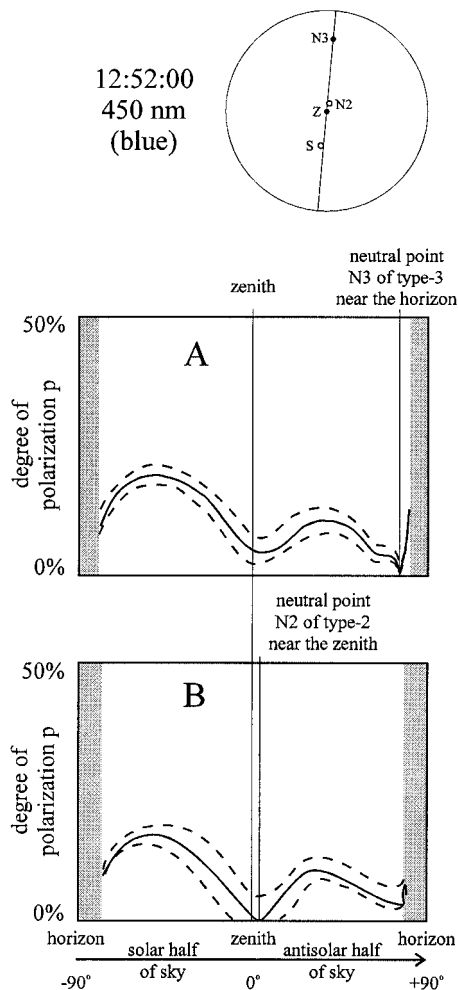 12:52:00
450 nm
(blue)
N3
N2
Z
S
neutral point
N3 of type-3
near the horizon
zenith
50%
A
degree of
polarization p
0%
neutral point
N2 of type-2
near the zenith
50%
B
degree of
polarization p
0%
horizon
zenith
horizon
solar half
of sky
antisolar half
of sky
-90°
0°
+90°